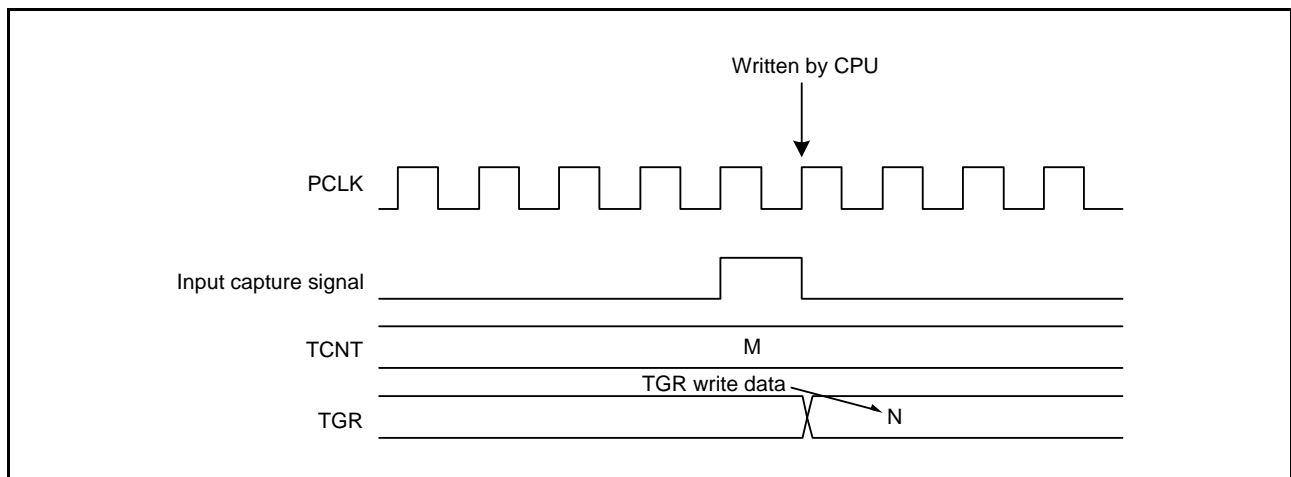 Written by CPU
PCLK
Input capture signal
TCNT
M
TGR write data
TGR
N